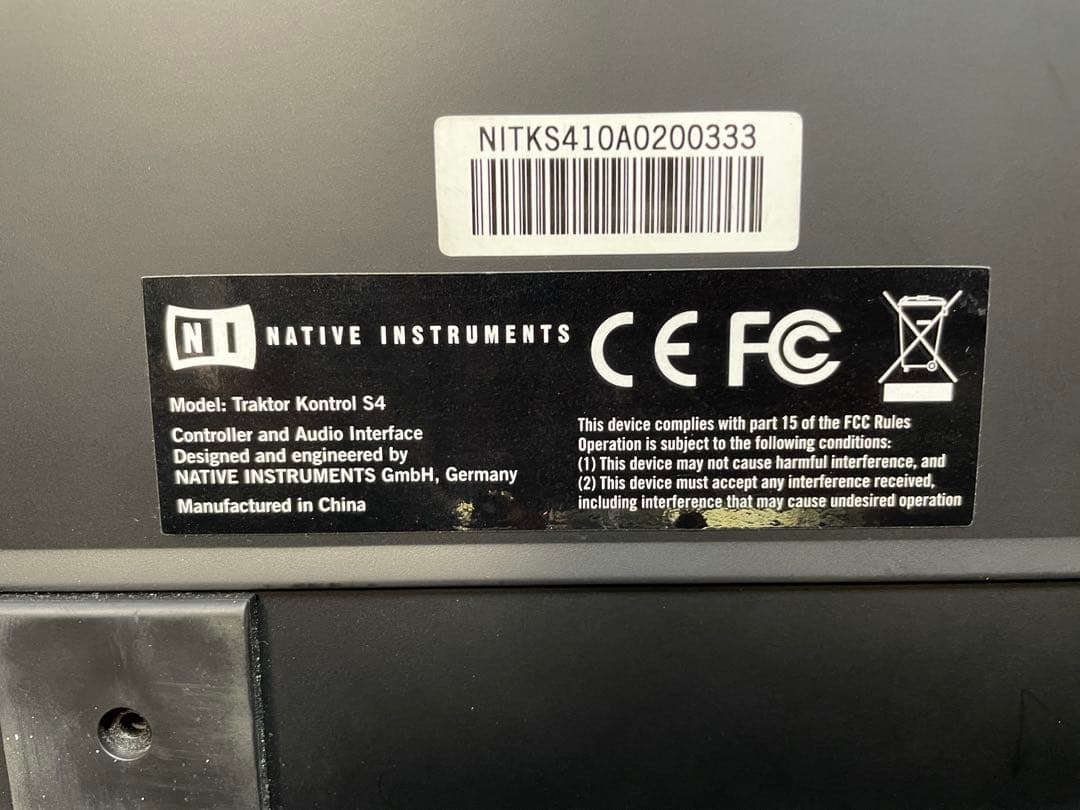 NITKS410A0200333
NI NATIVE INSTRUMENTS CE FC
Model: Traktor Kontrol S4
Controller and Audio Interface
Designed and engineered by
NATIVE INSTRUMENTS GmbH, Germany
Manufactured in China
This device complies with part 15 of the FCC Rules
Operation is subject to the following conditions:
(1) This device may not cause harmful interference, and
(2) This device must accept any interference received,
including interference that may cause undesired operation